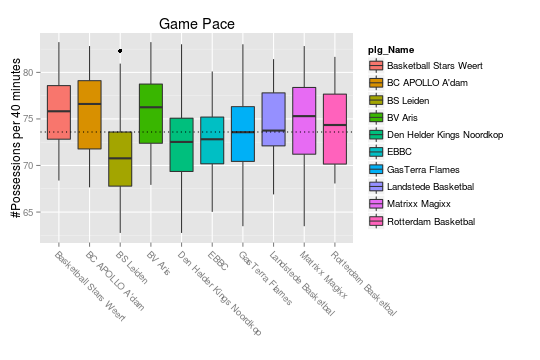 Game Pace
#Possessions per 40 minutes
80
75
70
65
Basketball Stars Weert
BC APOLLO A'dam
BS Leiden
BV Aris
Den Helder Kings Noordkop
EBBC
GasTerra Flames
Landstede Basketbal
Matrixx Magixx
Rotterdam Basketbal
plg_Name
Basketball Stars Weert
BC APOLLO A'dam
BS Leiden
BV Aris
Den Helder Kings Noordkop
EBBC
GasTerra Flames
Landstede Basketbal
Matrixx Magixx
Rotterdam Basketbal